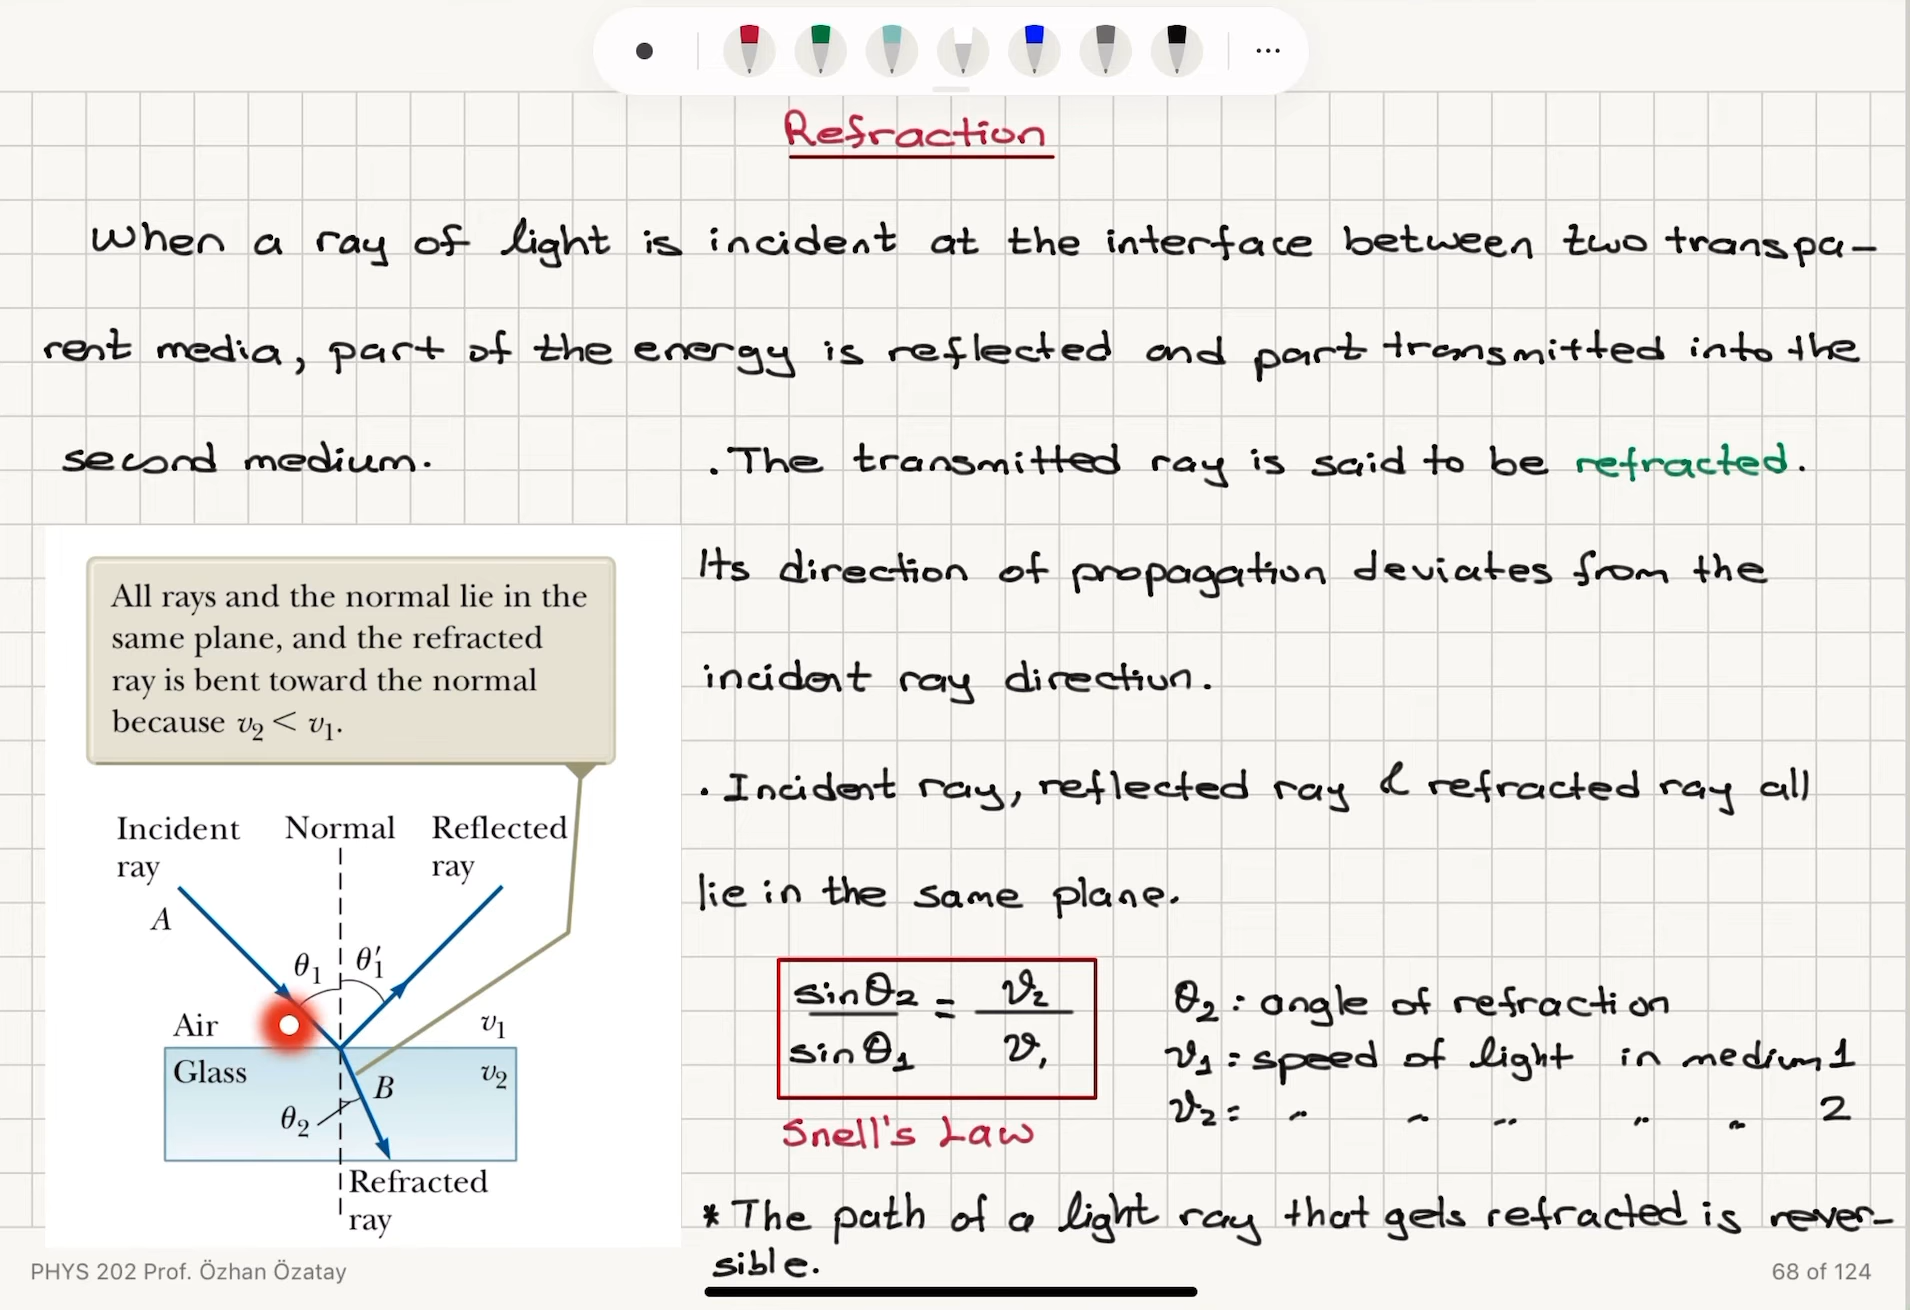 Refraction
When a ray of light is incident at the interface between two transpa-
rent media, part of the energy is reflected and part transmitted into the
second medium.
. The transmitted ray is said to be refracted.
Its direction of propagation deviates from the
incident ray direction.
. Incident ray, reflected ray & refracted ray all
lie in the same plane.
All rays and the normal lie in the
same plane, and the refracted
ray is bent toward the normal
because v₂ < v₁.
Incident ray
Normal
Reflected ray
A
θ₁
θ′₁
Air
v₁
Glass
v₂
B
θ₂
Refracted
ray
sinθ₂ / sinθ₁ = v₂ / v₁
Snell's Law
θ₂ : angle of refraction
v₁ : speed of light in medium 1
v₂ = " " " " " 2
* The path of a light ray that gets refracted is rever-
sible.
PHYS 202 Prof. Özhan Özatay
68 of 124